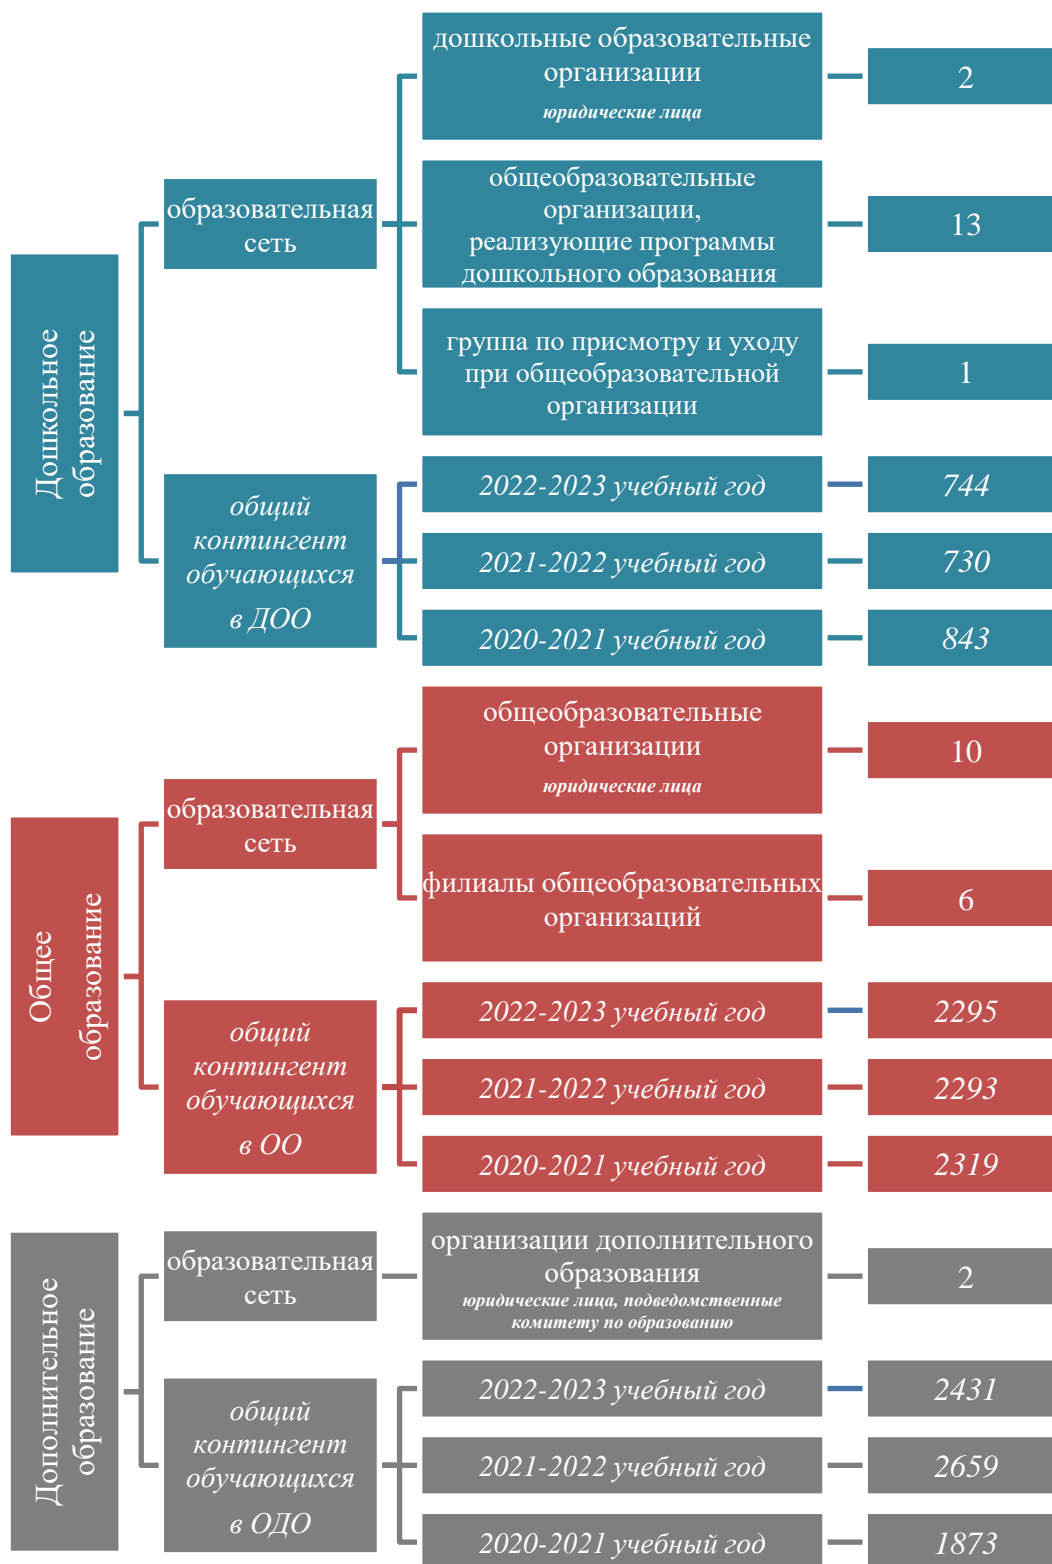 Дошкольное
образование
образовательная
сеть
дошкольные образовательные
организации
юридические лица
2
общеобразовательные
организации,
реализующие программы
дошкольного образования
13
группа по присмотру и уходу
при общеобразовательной
организации
1
общий
контингент
обучающихся
в ДОО
2022-2023 учебный год
744
2021-2022 учебный год
730
2020-2021 учебный год
843
Общее
образование
образовательная
сеть
общеобразовательные
организации
юридические лица
10
филиалы общеобразовательных
организаций
6
общий
контингент
обучающихся
в ОО
2022-2023 учебный год
2295
2021-2022 учебный год
2293
2020-2021 учебный год
2319
Дополнительное
образование
образовательная
сеть
организации дополнительного
образования
юридические лица, подведомственные
комитету по образованию
2
общий
контингент
обучающихся
в ОДО
2022-2023 учебный год
2431
2021-2022 учебный год
2659
2020-2021 учебный год
1873